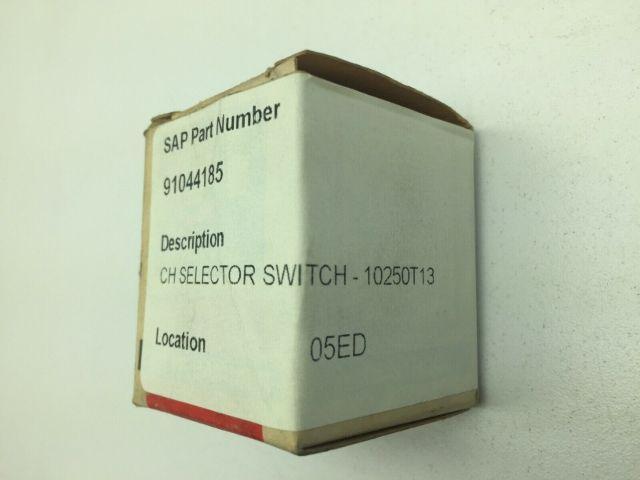 SAP Part Number
91044185
Description
CH SELECTOR SWITCH - 10250T13
Location 05ED